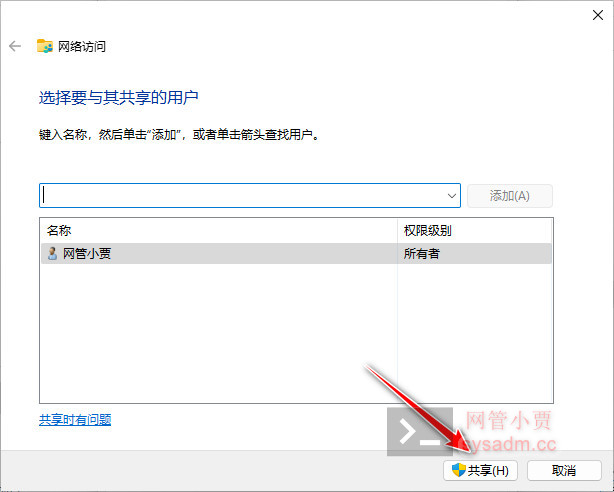 网络访问
选择要与其共享的用户
键入名称，然后单击“添加”，或者单击箭头查找用户。
添加(A)
名称 权限级别
网管小贾 所有者
共享时有问题
网管小贾
sysadm.cc
共享(H) 取消